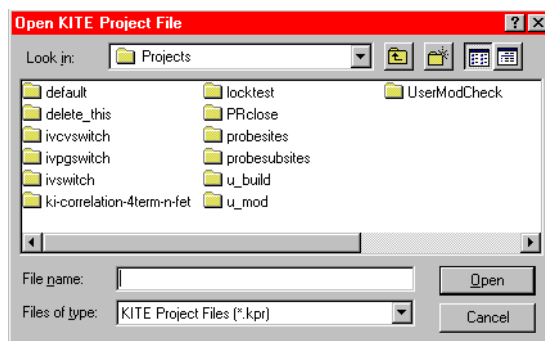 Open KITE Project File
Look in: Projects
default
delete_this
ivcvswitch
ivpgswitch
ivswitch
ki-correlation-4term-n-fet
locktest
PRclose
probesites
probesubsites
u_build
u_mod
UserModCheck
File name:
Open
Files of type: KITE Project Files (*.kpr)
Cancel